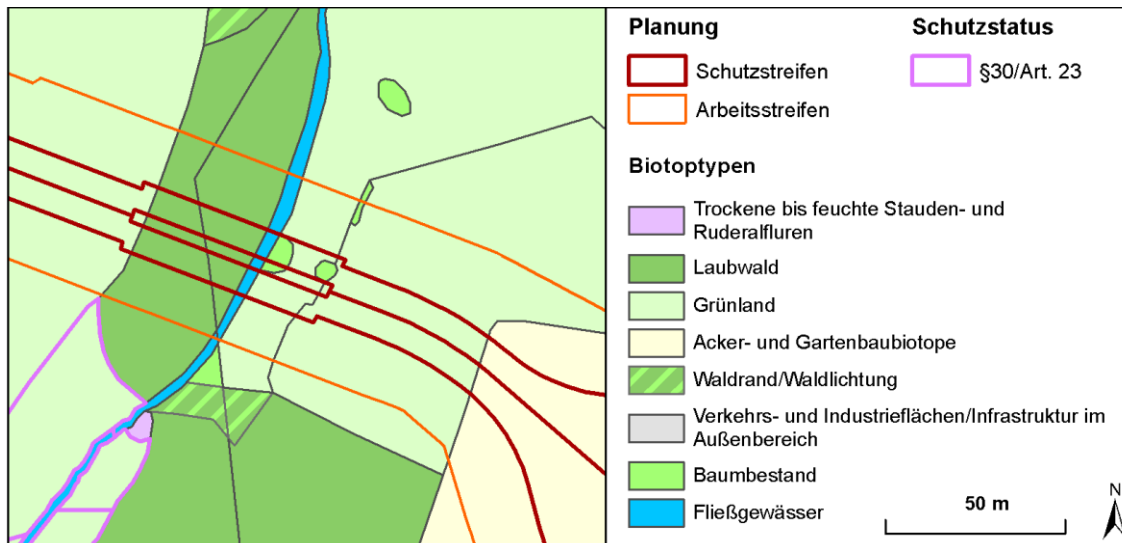 Planung
Schutzstreifen
Arbeitsstreifen
Schutzstatus
§30/Art. 23
Biotoptypen
Trockene bis feuchte Stauden- und
Ruderalfluren
Laubwald
Grünland
Acker- und Gartenbaubiotope
Waldrand/Waldlichtung
Verkehrs- und Industrieflächen/Infrastruktur im
Außenbereich
Baumbestand
Fließgewässer
50 m
N